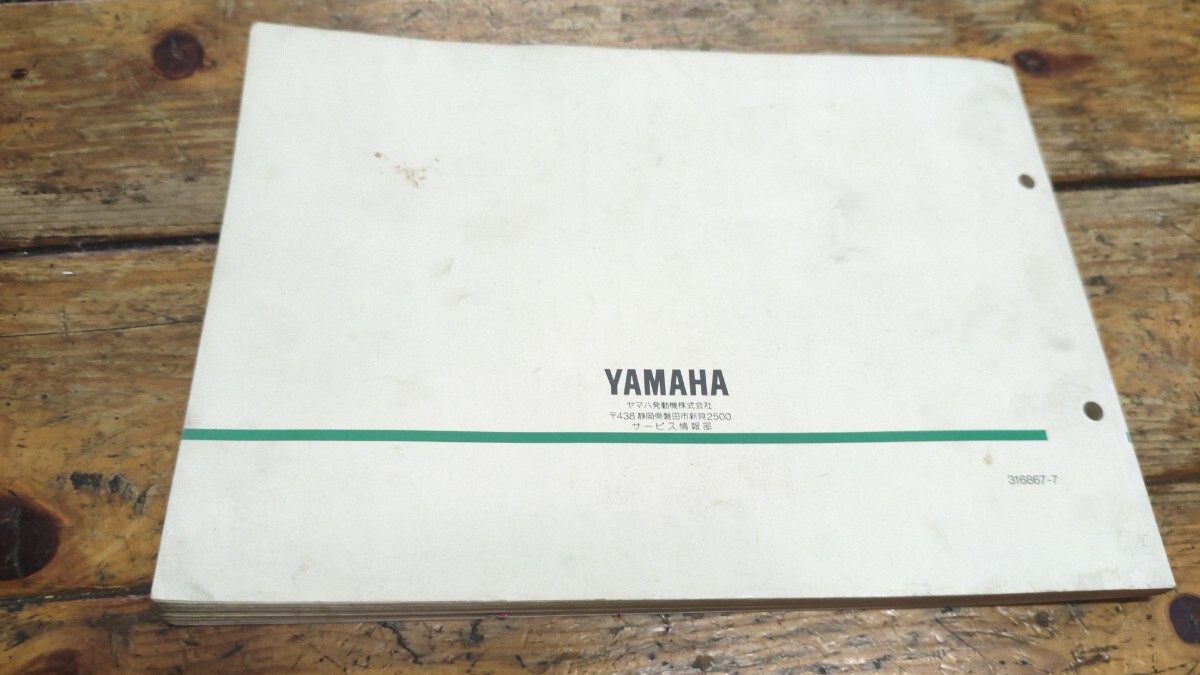 YAMAHA
ヤマハ発動機株式会社
〒438 静岡県磐田市新貝2500
サービス情報部
316867-7